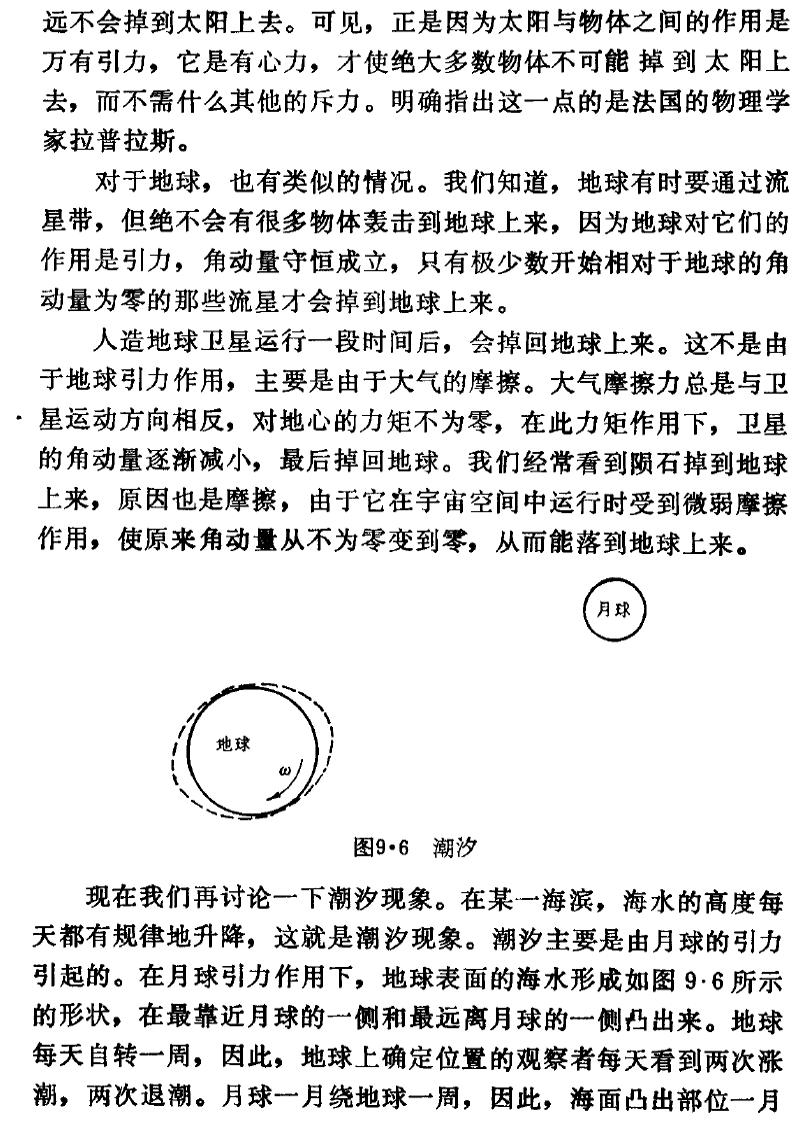 远不会掉到太阳上去。可见，正是因为太阳与物体之间的作用是
万有引力，它是有心力，才使绝大多数物体不可能掉到太阳上
去，而不需什么其他的斥力。明确指出这一点的是法国的物理学
家拉普拉斯。
对于地球，也有类似的情况。我们知道，地球有时要通过流
星带，但绝不会有很多物体轰击到地球上来，因为地球对它们的
作用是引力，角动量守恒成立，只有极少数开始相对于地球的角
动量为零的那些流星才会掉到地球上来。
人造地球卫星运行一段时间后，会掉回地球上来。这不是由
于地球引力作用，主要是由于大气的摩擦。大气摩擦力总是与卫
星运动方向相反，对地心的力矩不为零，在此力矩作用下，卫星
的角动量逐渐减小，最后掉回地球。我们经常看到陨石掉到地球
上来，原因也是摩擦，由于它在宇宙空间中运行时受到微弱摩擦
作用，使原来角动量从不为零变到零，从而能落到地球上来。
月球
地球
ω
图9·6 潮汐
现在我们再讨论一下潮汐现象。在某一海滨，海水的高度每
天都有规律地升降，这就是潮汐现象。潮汐主要是由月球的引力
引起的。在月球引力作用下，地球表面的海水形成如图9·6所示
的形状，在最靠近月球的一侧和最远离月球的一侧凸出来。地球
每天自转一周，因此，地球上确定位置的观察者每天看到两次涨
潮，两次退潮。月球一月绕地球一周，因此，海面凸出部位一月